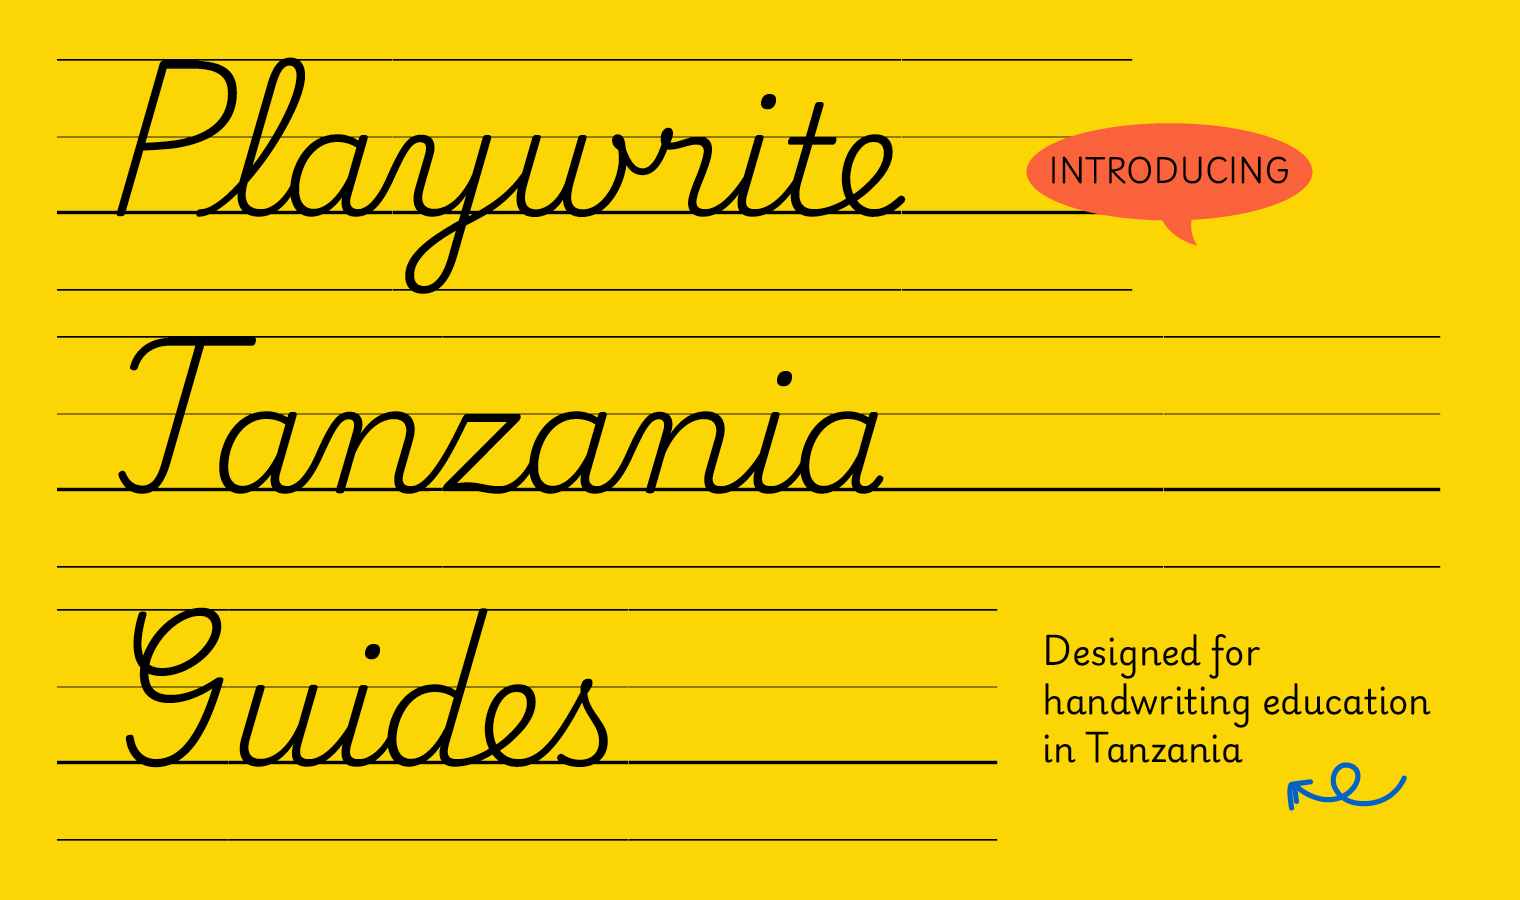 Playwrite
INTRODUCING
Tanzania
Guides
Designed for
handwriting education
in Tanzania